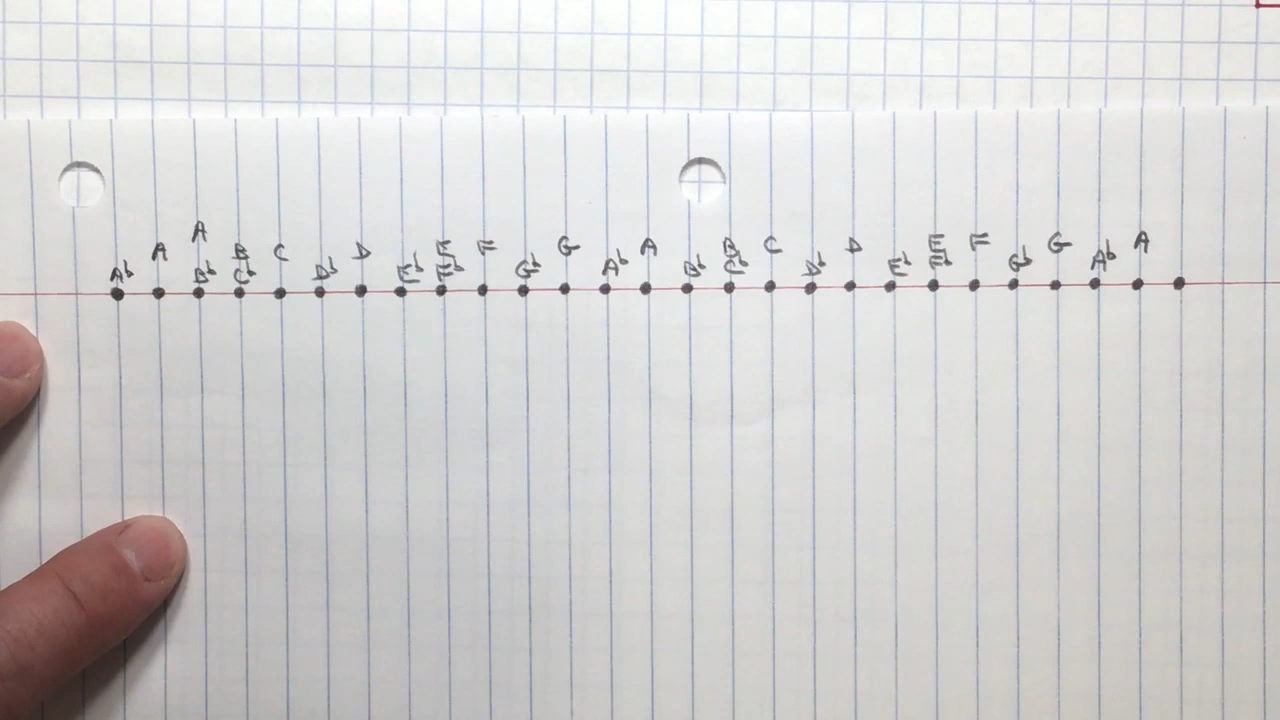 A A B C D E F G A B C D E F G A
A♭ B♭ C♭ D♭ E♭ F♭ G♭ A♭ B♭ C♭ D♭ E♭ F♭ G♭ A♭